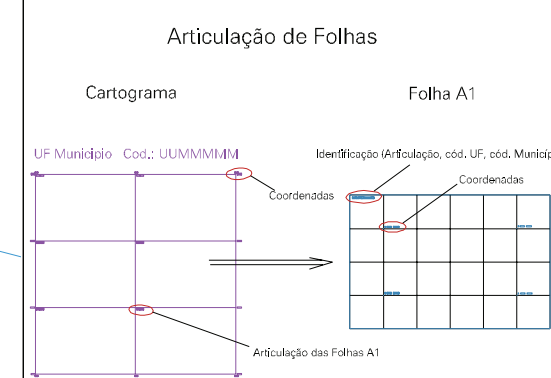 Articulação de Folhas
Cartograma
Folha A1
UF Municipio Cod.: UUMMMMM
Identificação (Articulação, cód. UF, cód. Municíp
Coordenadas
Coordenadas
Articulação das Folhas A1